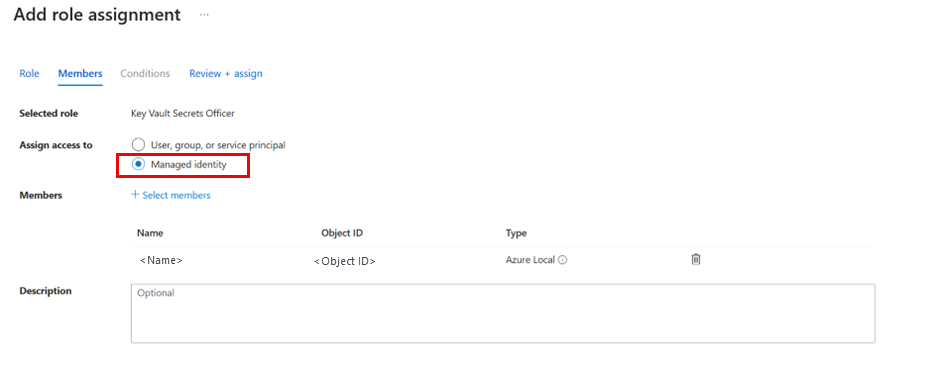 Add role assignment ...
Role Members Conditions Review + assign
Selected role Key Vault Secrets Officer
Assign access to User, group, or service principal
Managed identity
Members + Select members
Name Object ID Type
<Name> <Object ID> Azure Local
Description Optional